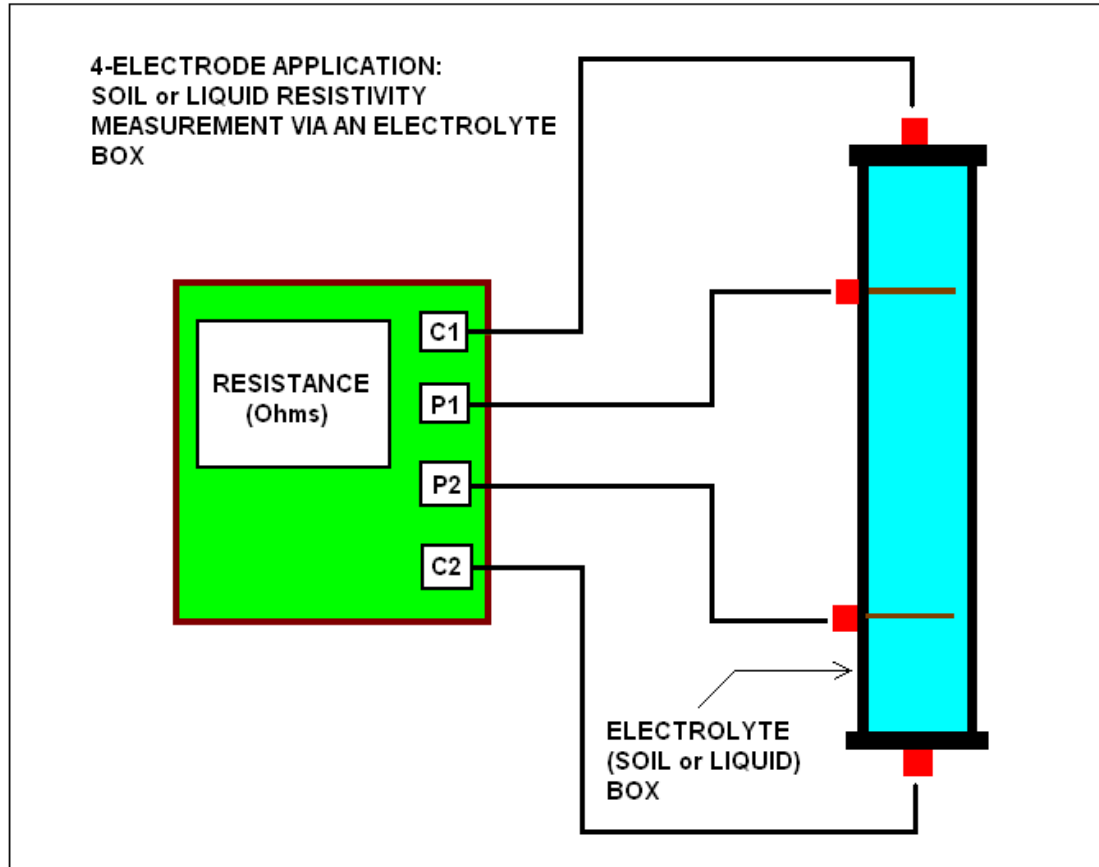 4-ELECTRODE APPLICATION:
SOIL or LIQUID RESISTIVITY
MEASUREMENT VIA AN ELECTROLYTE
BOX
C1
RESISTANCE
(Ohms)
P1
P2
C2
ELECTROLYTE
(SOIL or LIQUID)
BOX